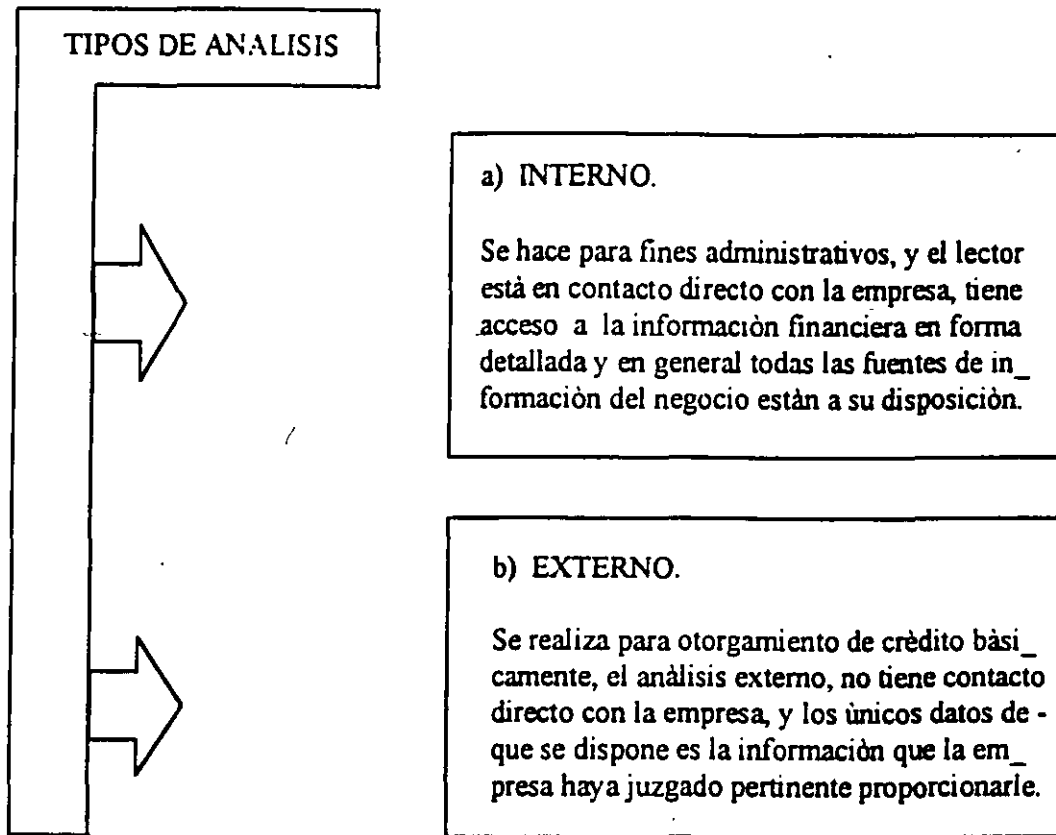 TIPOS DE ANALISIS
a) INTERNO.
Se hace para fines administrativos, y el lector
està en contacto directo con la empresa, tiene
acceso a la informaciòn financiera en forma
detallada y en general todas las fuentes de in_
formaciòn del negocio estàn a su disposiciòn.
b) EXTERNO.
Se realiza para otorgamiento de crèdito bàsi_
camente, el anàlisis externo, no tiene contacto
directo con la empresa, y los ùnicos datos de -
que se dispone es la informaciòn que la em_
presa haya juzgado pertinente proporcionarle.